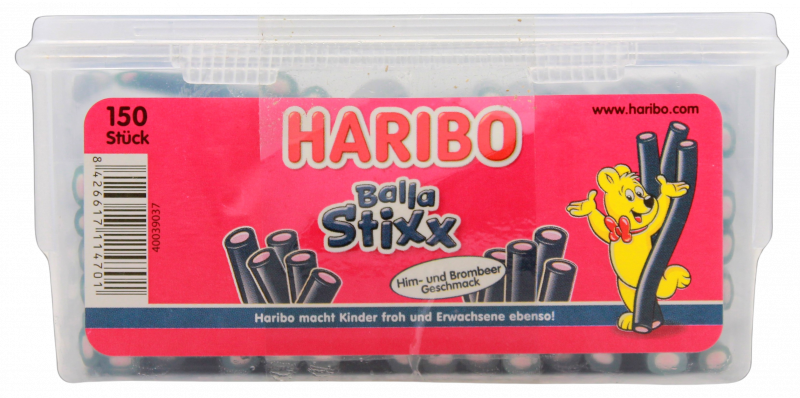 150
Stück
8426617114701
40039037
HARIBO
Balla
Stixx
Him- und Brombeer
Geschmack
www.haribo.com
Haribo macht Kinder froh und Erwachsene ebenso!